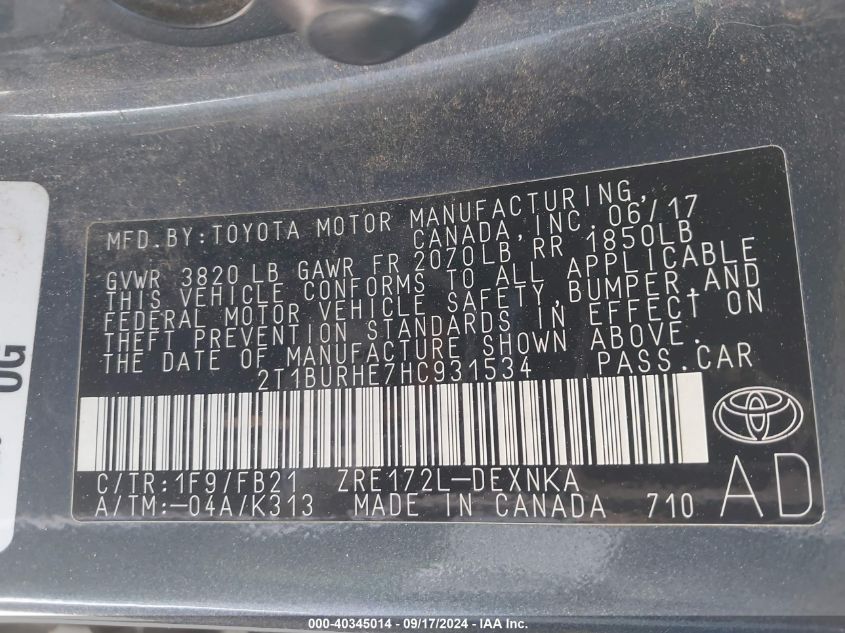 MFD.BY:TOYOTA MOTOR MANUFACTURING
CANADA,INC. 06/17
GVWR 3820 LB GAWR FR 2070LB RR 1850LB
THIS VEHICLE CONFORMS TO ALL APPLICABLE
FEDERAL MOTOR VEHICLE SAFETY,BUMPER,AND
THEFT PREVENTION STANDARDS IN EFFECT ON
THE DATE OF MANUFACTURE SHOWN ABOVE.
2T1BURHE7HC931534 PASS.CAR
C/TR:1F9/FB21 ZRE172L-DEXNKA
A/TM:-04A/K313 MADE IN CANADA 710
AD
OG
000-40345014 - 09/17/2024 - IAA Inc.